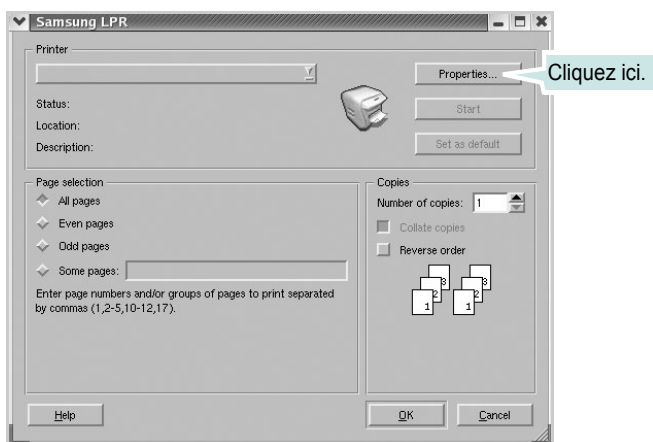 Samsung LPR
Printer
Properties...
Cliquez ici.
Status:
Start
Location:
Description:
Set as default
Page selection
All pages
Even pages
Odd pages
Some pages:
Enter page numbers and/or groups of pages to print separated
by commas (1,2-5,10-12,17).
Copies
Number of copies: 1
Collate copies
Reverse order
3 3
2 2
1 1
Help
OK
Cancel